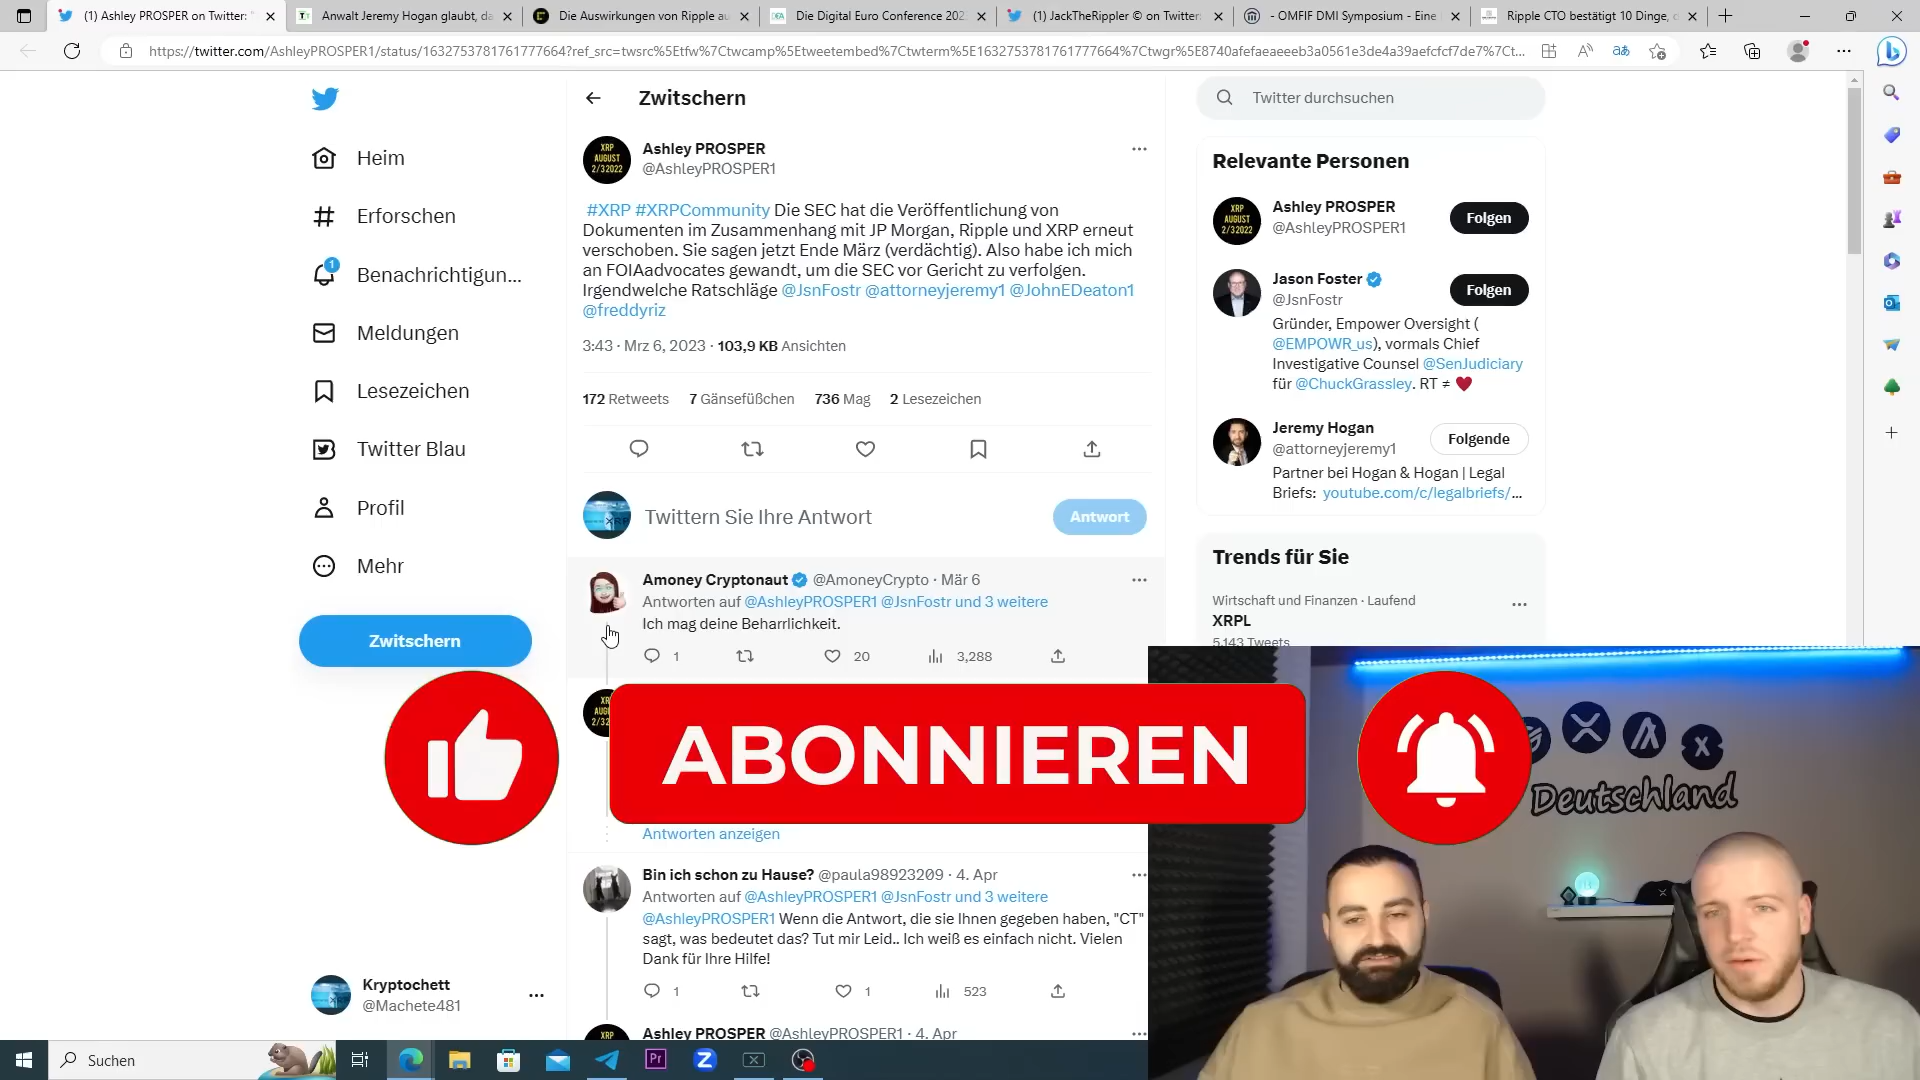 (1) Ashley PROSPER on Twitter: "
Anwalt Jeremy Hogan glaubt, da
Die Auswirkungen von Ripple au
Die Digital Euro Conference 202
(1) JackTheRippler © on Twitter:
- OMFIF DMI Symposium - Eine
Ripple CTO bestätigt 10 Dinge,
https://twitter.com/AshleyPROSPER1/status/1632753781761777664?ref_src=twsrc%5Etfw%7Ctwcamp%5Etweetembed%7Ctwterm%5E1632753781761777664%7Ctwgr%5E8740afefaeaeeeb3a0561e3de4a39aefcfcf7de7%7Ct...
Heim
Erforschen
1
Benachrichtigun...
Meldungen
Lesezeichen
Twitter Blau
Profil
Mehr
Zwitschern
Kryptochett
@Machete481
Zwitschern
XRP
AUGUST
2/32022
Ashley PROSPER
@AshleyPROSPER1
#XRP #XRPCommunity Die SEC hat die Veröffentlichung von
Dokumenten im Zusammenhang mit JP Morgan, Ripple und XRP erneut
verschoben. Sie sagen jetzt Ende März (verdächtig). Also habe ich mich
an FOIAadvocates gewandt, um die SEC vor Gericht zu verfolgen.
Irgendwelche Ratschläge @JsnFostr @attorneyjeremy1 @JohnEDeaton1
@freddyriz
3:43 · Mrz 6, 2023 · 103,9 KB Ansichten
172 Retweets 7 Gänsefüßchen 736 Mag 2 Lesezeichen
Twittern Sie Ihre Antwort
Antwort
Amoney Cryptonaut @AmoneyCrypto · Mär 6
Antworten auf @AshleyPROSPER1 @JsnFostr und 3 weitere
Ich mag deine Beharrlichkeit.
1 20 3,288
ABONNIEREN
Antworten anzeigen
Bin ich schon zu Hause? @paula98923209 · 4. Apr
Antworten auf @AshleyPROSPER1 @JsnFostr und 3 weitere
@AshleyPROSPER1 Wenn die Antwort, die sie Ihnen gegeben haben, "CT"
sagt, was bedeutet das? Tut mir Leid.. Ich weiß es einfach nicht. Vielen
Dank für Ihre Hilfe!
1 1 523
Ashley PROSPER @AshleyPROSPER1 · 4. Apr
Twitter durchsuchen
Relevante Personen
XRP
AUGUST
2/32022
Ashley PROSPER
@AshleyPROSPER1
Folgen
Jason Foster
@JsnFostr
Folgen
Gründer, Empower Oversight (
@EMPOWR_us), vormals Chief
Investigative Counsel @SenJudiciary
für @ChuckGrassley. RT ≠ ♥
Jeremy Hogan
@attorneyjeremy1
Folgende
Partner bei Hogan & Hogan | Legal
Briefs: youtube.com/c/legalbriefs/...
Trends für Sie
Wirtschaft und Finanzen · Laufend
XRPL
5.143 Tweets
Deutschland
Suchen
Pr
Z